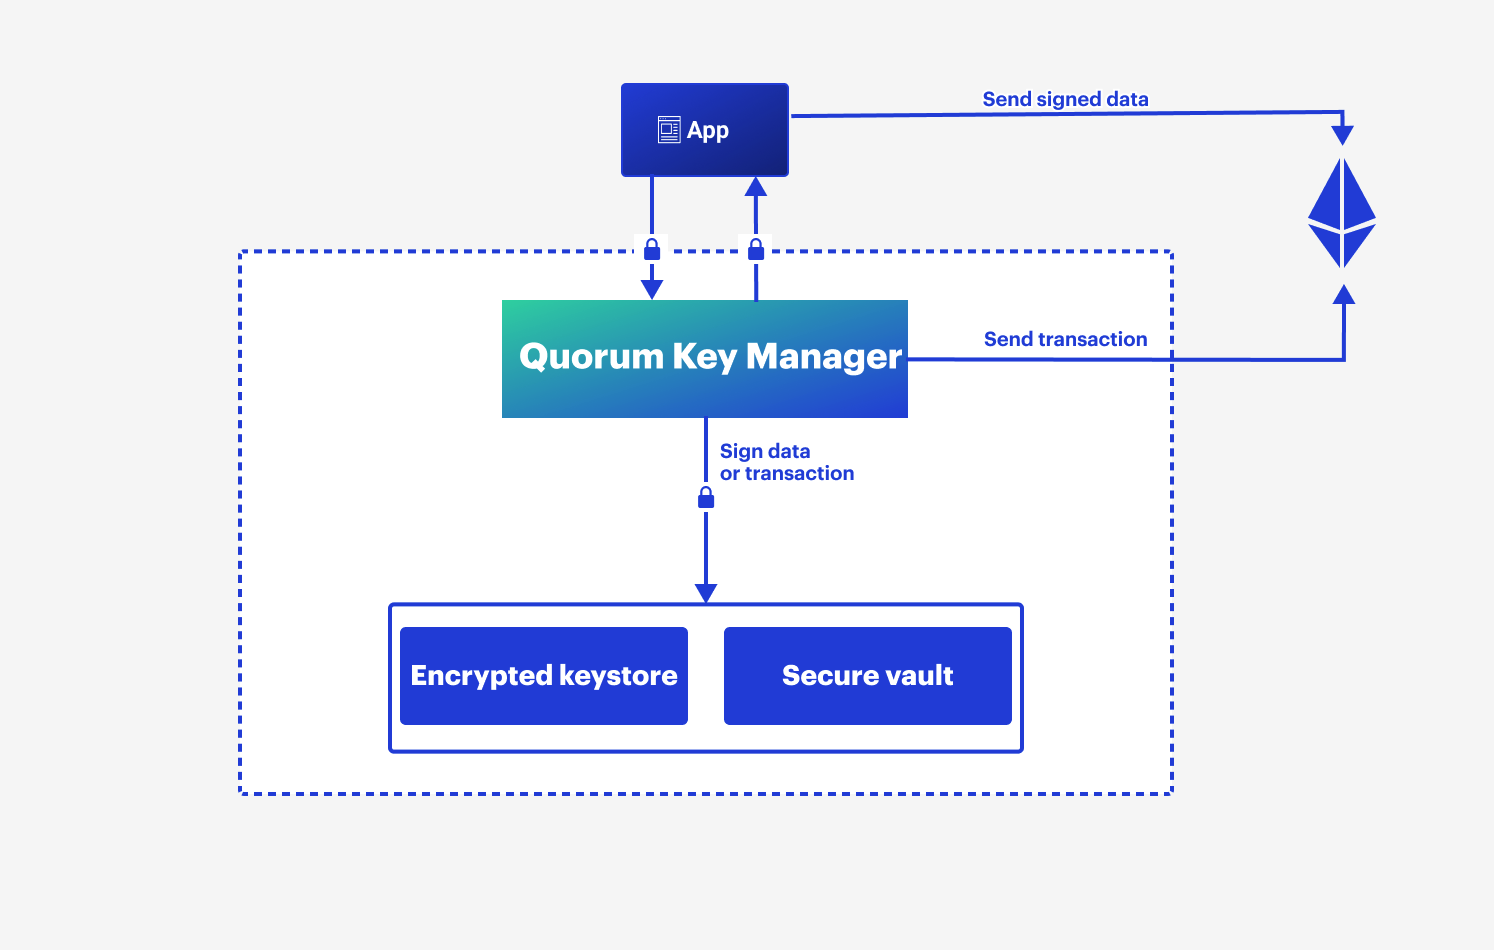 App
Send signed data
Quorum Key Manager
Send transaction
Sign data
or transaction
Encrypted keystore
Secure vault